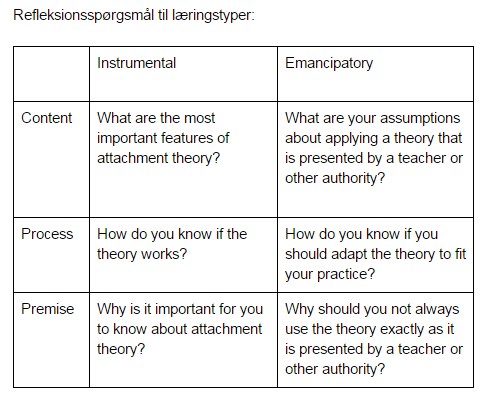 Refleksionsspørgsmål til læringstyper:
Instrumental
Emancipatory
Content
What are the most
important features of
attachment theory?
What are your assumptions
about applying a theory that
is presented by a teacher or
other authority?
Process
How do you know if the
theory works?
How do you know if you
should adapt the theory to fit
your practice?
Premise
Why is it important for you
to know about attachment
theory?
Why should you not always
use the theory exactly as it
is presented by a teacher or
other authority?